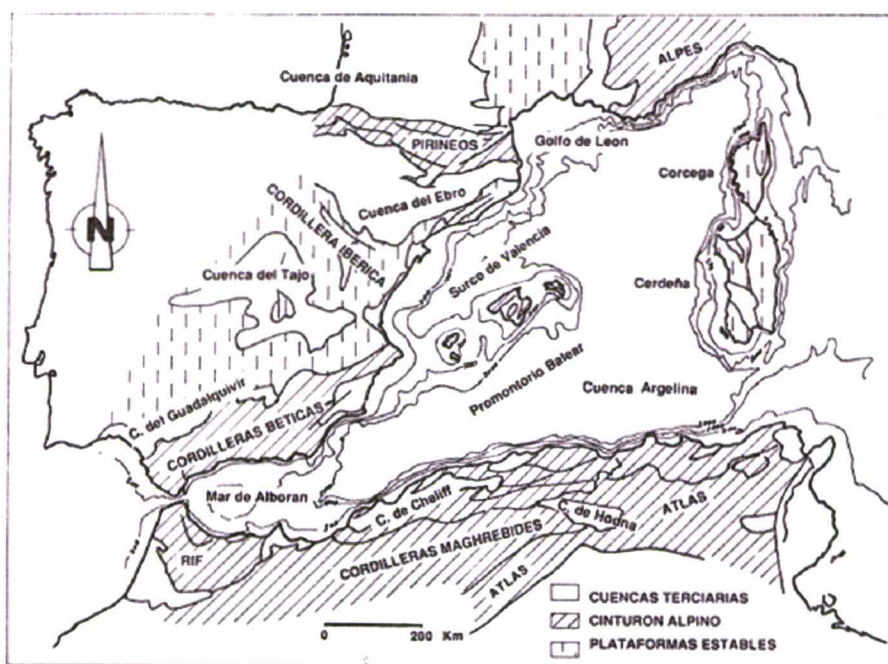 ALPES
Cuenca de Aquitania
PIRINEOS
Golfo de Leon
Corcega
Cuenca del Ebro
CORDILLERA IBERICA
N
Cuenca del Tajo
Surco de Valencia
Cerdeña
Promontorio Balear
Cuenca Argelina
C. del Guadalquivir
CORDILLERAS BETICAS
Mar de Alboran
C. de Cheliff
C. de Hodna
ATLAS
RIF
CORDILLERAS MAGHREBIDES
ATLAS
0 200 Km
CUENCAS TERCIARIAS
CINTURON ALPINO
PLATAFORMAS ESTABLES